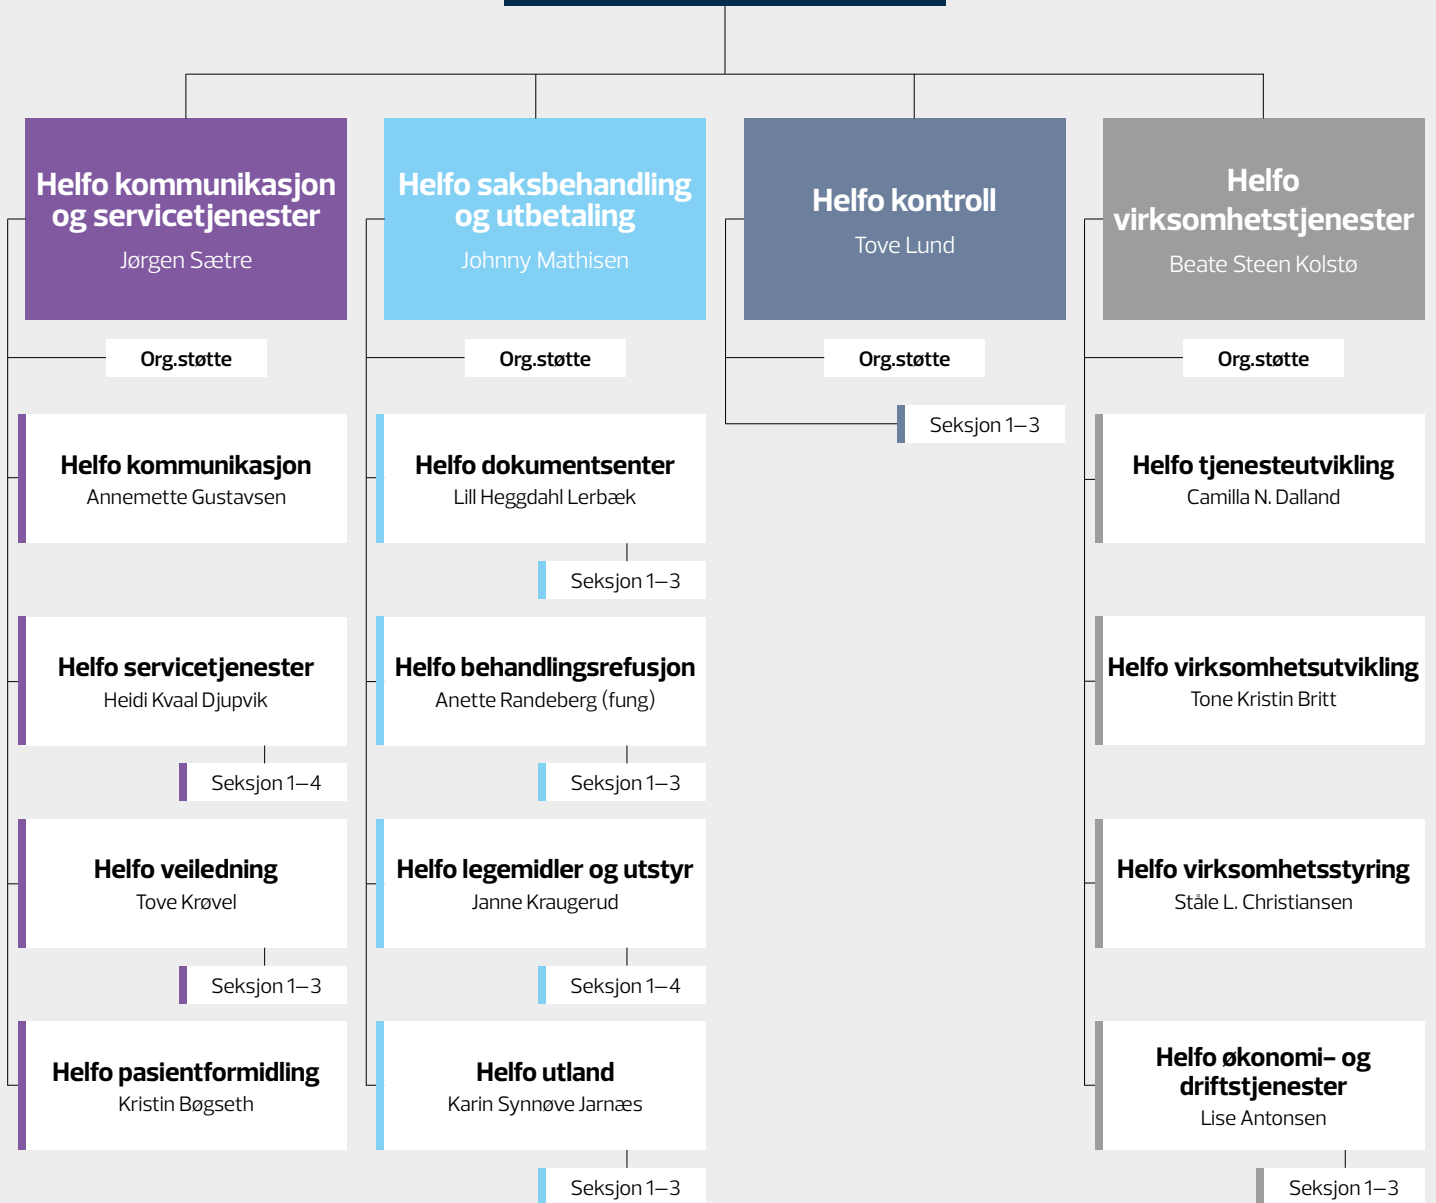 Helfo kommunikasjon
og servicetjenester
Jørgen Sætre
Org.støtte
Helfo kommunikasjon
Annemette Gustavsen
Helfo servicetjenester
Heidi Kvaal Djupvik
Seksjon 1–4
Helfo veiledning
Tove Krøvel
Seksjon 1–3
Helfo pasientformidling
Kristin Bøgseth
Helfo saksbehandling
og utbetaling
Johnny Mathisen
Org.støtte
Helfo dokumentsenter
Lill Heggdahl Lerbæk
Seksjon 1–3
Helfo behandlingsrefusjon
Anette Randeberg (fung)
Seksjon 1–3
Helfo legemidler og utstyr
Janne Kraugerud
Seksjon 1–4
Helfo utland
Karin Synnøve Jarnæs
Seksjon 1–3
Helfo kontroll
Tove Lund
Org.støtte
Seksjon 1–3
Helfo
virksomhetstjenester
Beate Steen Kolstø
Org.støtte
Helfo tjenesteutvikling
Camilla N. Dalland
Helfo virksomhetsutvikling
Tone Kristin Britt
Helfo virksomhetsstyring
Ståle L. Christiansen
Helfo økonomi– og
driftstjenester
Lise Antonsen
Seksjon 1–3